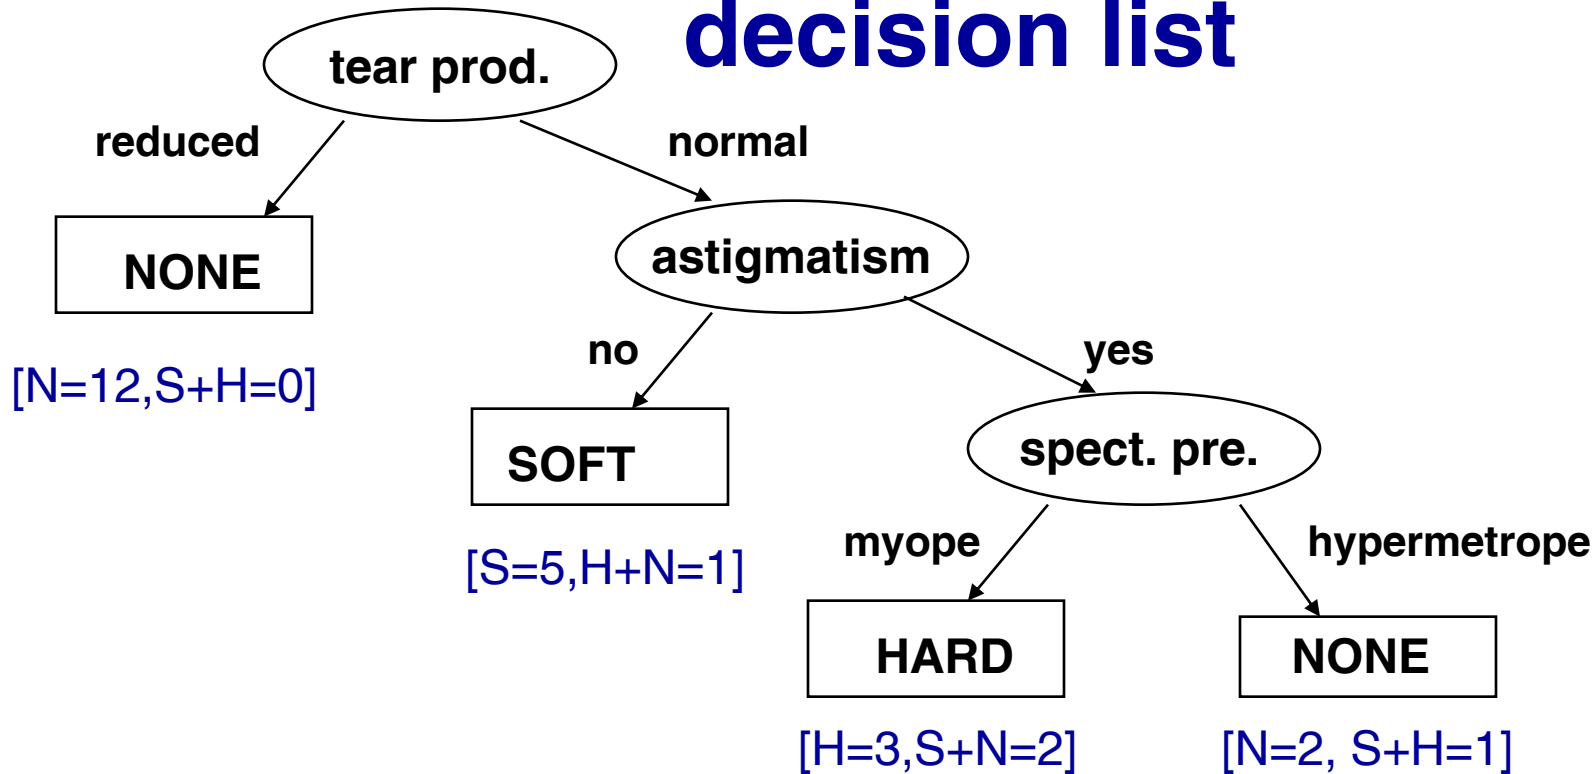 decision list
tear prod.
reduced
normal
NONE
astigmatism
[N=12,S+H=0]
no
yes
SOFT
spect. pre.
[S=5,H+N=1]
myope
hypermetrope
HARD
NONE
[H=3,S+N=2]
[N=2, S+H=1]